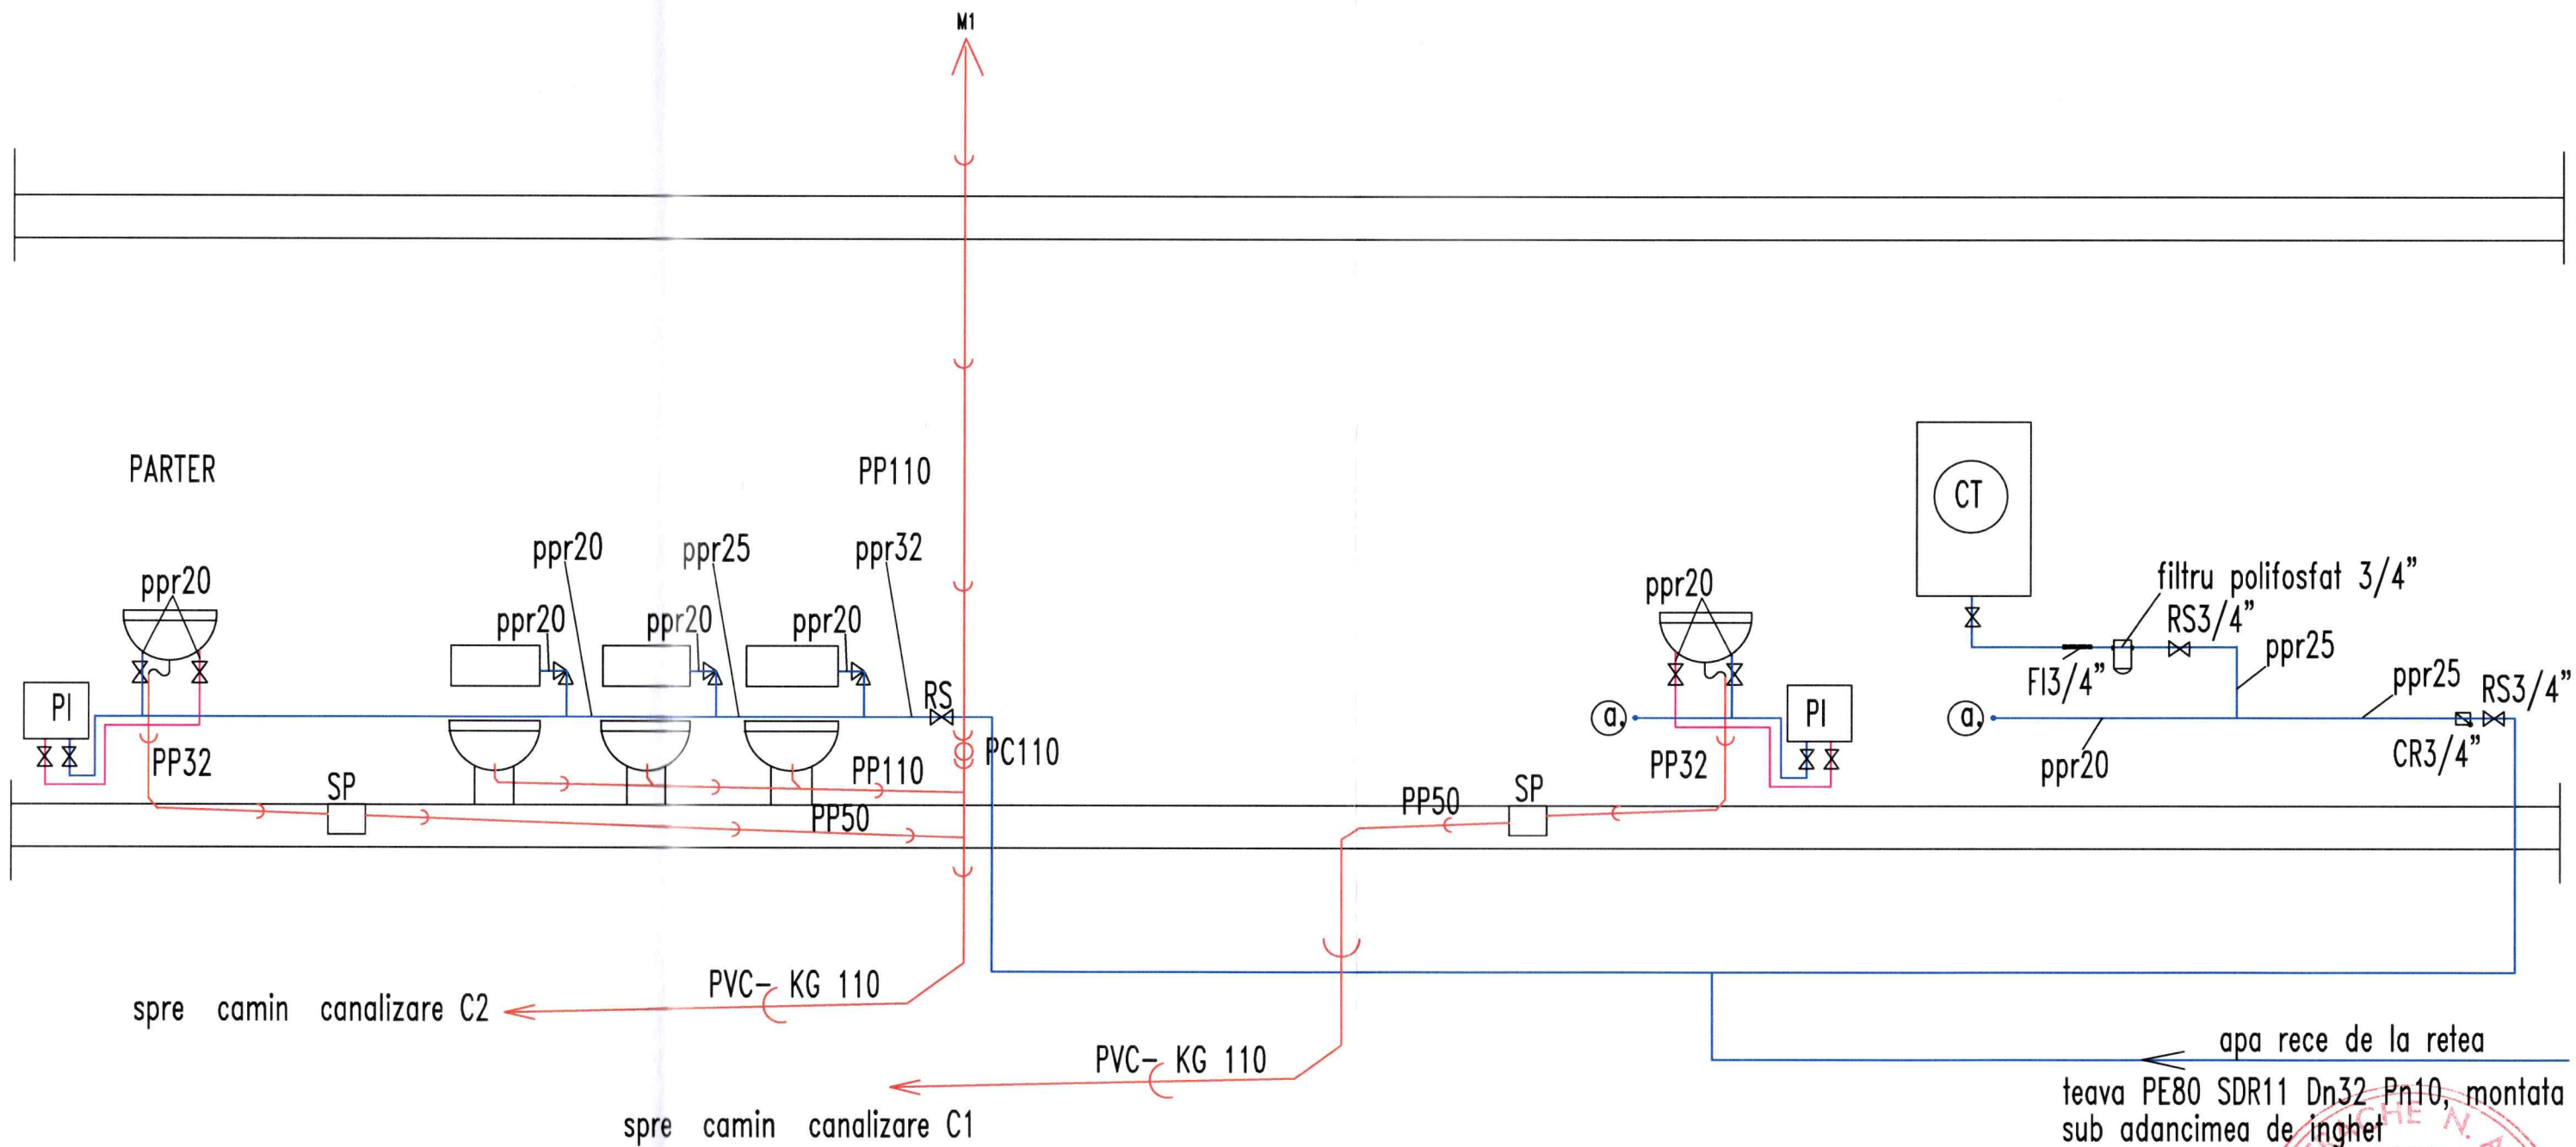 M1
PARTER
PP110
CT
ppr20
ppr25
ppr32
ppr20
ppr20
filtru polifosfat 3/4"
ppr20
ppr20
ppr20
RS3/4"
ppr25
FI3/4"
ppr25
RS3/4"
PI
RS
a.
PI
a.
PC110
CR3/4"
PP32
PP110
PP32
ppr20
SP
SP
PP50
PP50
PVC- KG 110
spre camin canalizare C2
apa rece de la retea
PVC- KG 110
teava PE80 SDR11 Dn32 Pn10, montata
sub adancimea de inghet
spre camin canalizare C1